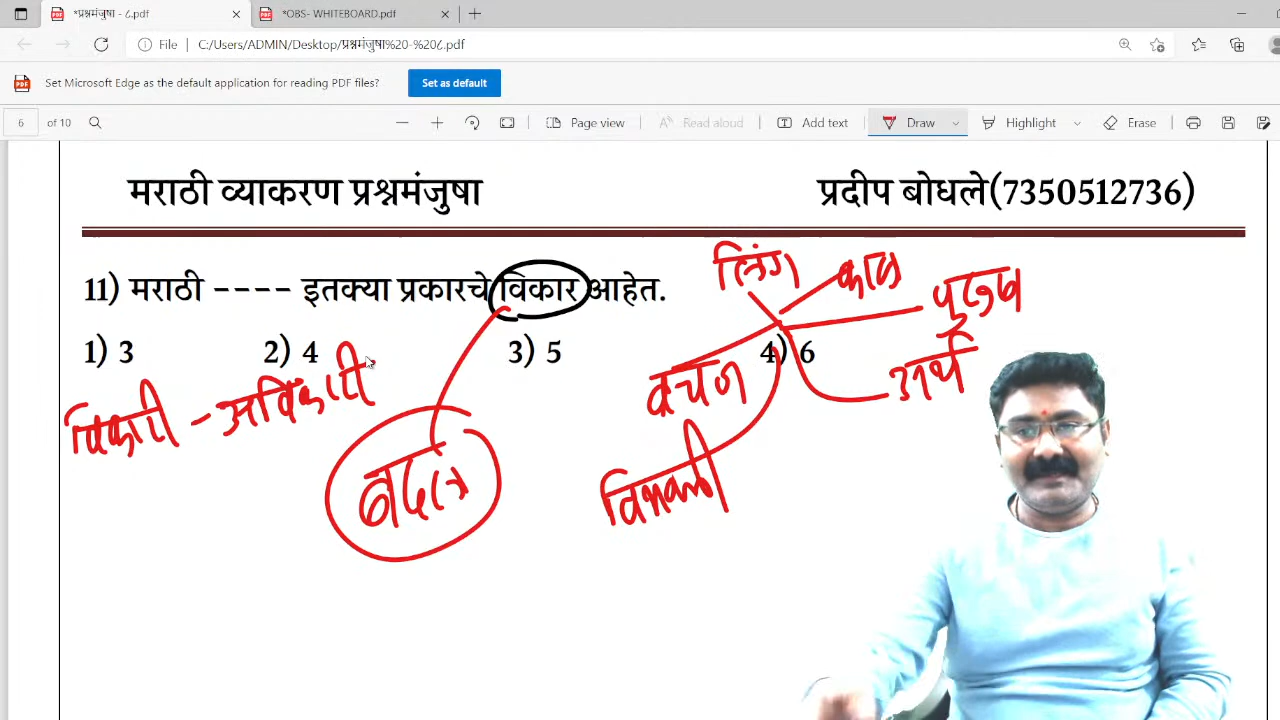 *प्रश्नमंजुषा - ८.pdf
*OBS- WHITEBOARD.pdf
File
C:/Users/ADMIN/Desktop/प्रश्नमंजुषा%20-%20८.pdf
Set Microsoft Edge as the default application for reading PDF files?
Set as default
6 of 10
Page view
Read aloud
Add text
Draw
Highlight
Erase
मराठी व्याकरण प्रश्नमंजुषा
प्रदीप बोधले(7350512736)
11) मराठी ---- इतक्या प्रकारचे विकार आहेत.
1) 3 2) 4 3) 5 4) 6
लिंग
काल
पुरुष
अर्थ
वचन
विभक्ती
विकारी - अविकारी
बदल